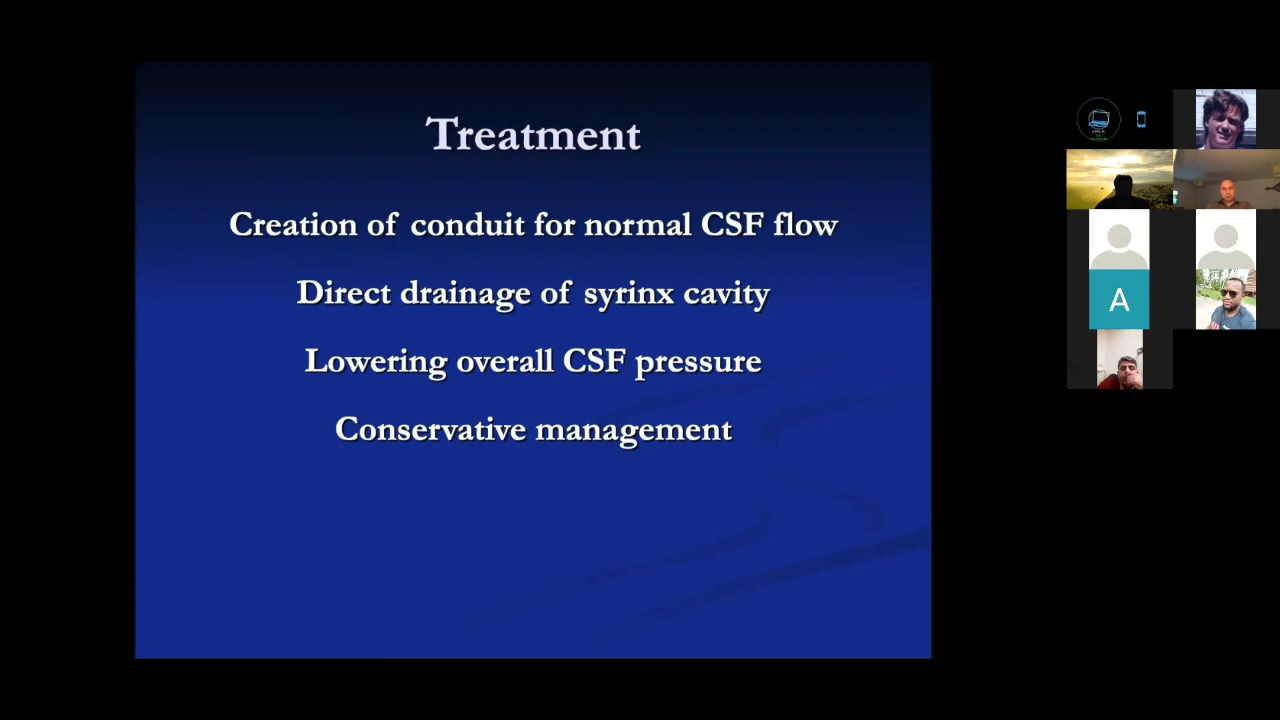 Treatment
Creation of conduit for normal CSF flow
Direct drainage of syrinx cavity
Lowering overall CSF pressure
Conservative management
A